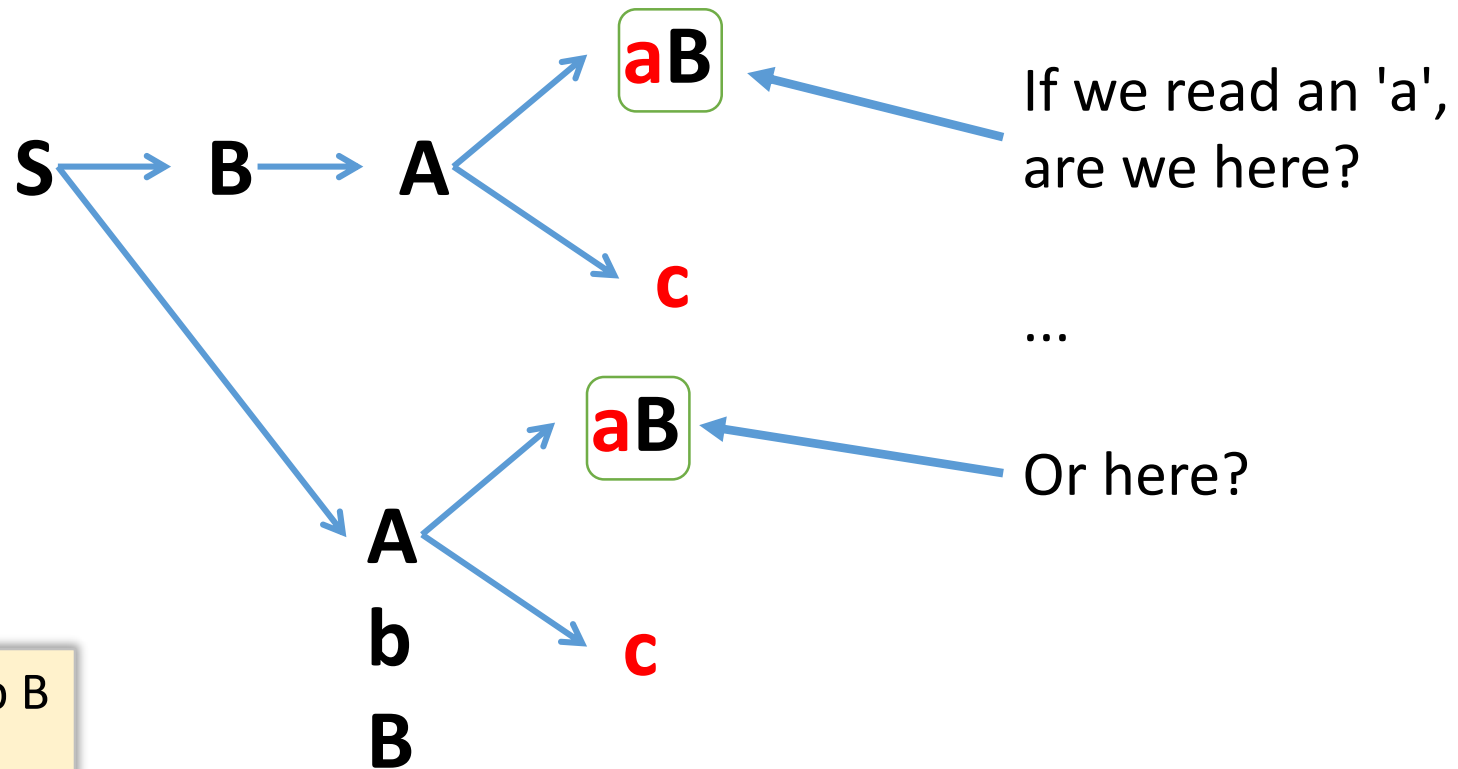 aB
If we read an 'a',
S B A
are we here?
c
...
aB
Or here?
A
b
c
B
B